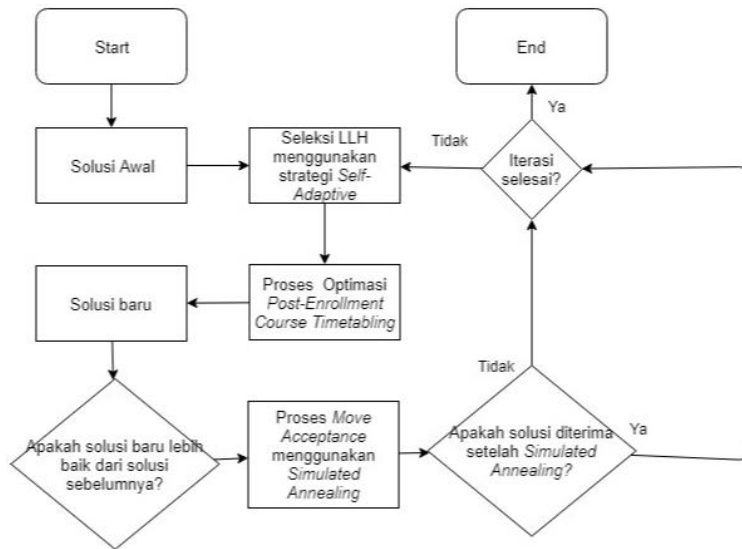 Start
End
Ya
Solusi Awal
Seleksi LLH
menggunakan
strategi Self-
Adaptive
Tidak
Iterasi
selesai?
Solusi baru
Proses Optimasi
Post-Enrollment
Course Timetabling
Tidak
Apakah solusi baru lebih
baik dari solusi
sebelumnya?
Proses Move
Acceptance
menggunakan
Simulated
Annealing
Apakah solusi diterima
setelah Simulated
Annealing?
Ya